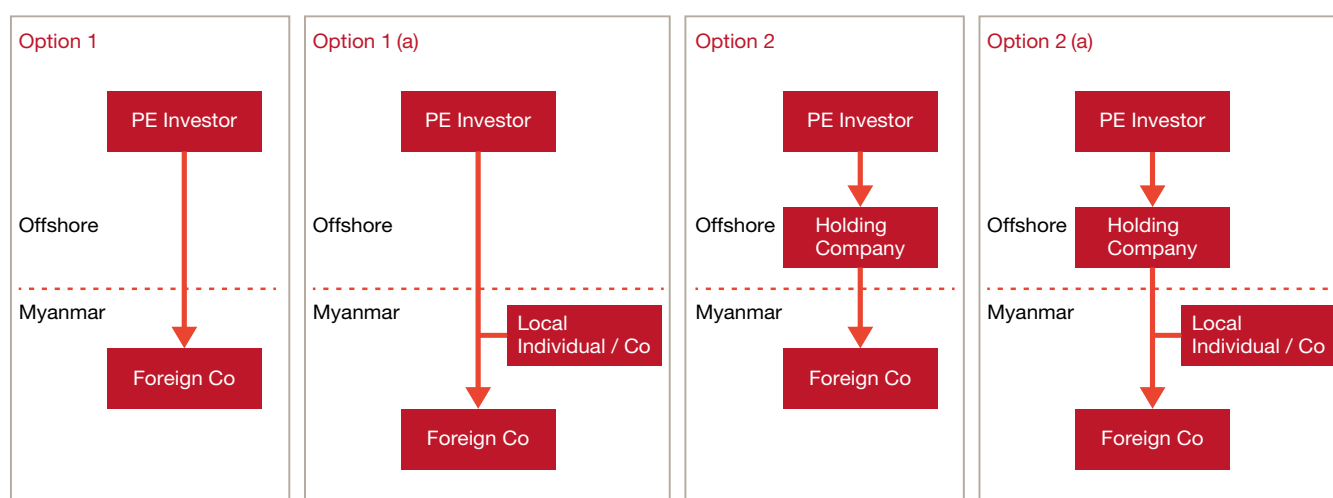 Option 1
PE Investor
Offshore
Myanmar
Foreign Co
Option 1 (a)
PE Investor
Offshore
Myanmar
Local
Individual / Co
Foreign Co
Option 2
PE Investor
Offshore
Holding
Company
Myanmar
Foreign Co
Option 2 (a)
PE Investor
Offshore
Holding
Company
Myanmar
Local
Individual / Co
Foreign Co